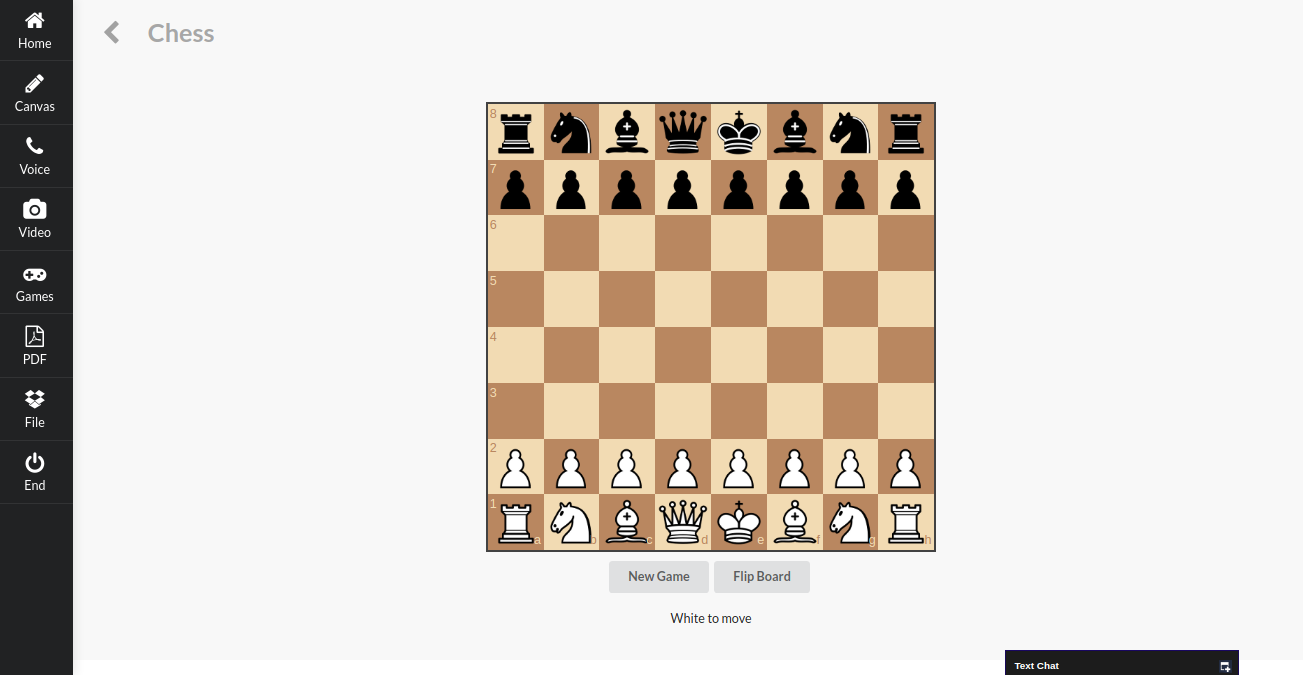 Home
Canvas
Voice
Video
Games
PDF
File
End
Chess
8
7
6
5
4
3
2
1
a b c d e f g h
New Game Flip Board
White to move
Text Chat